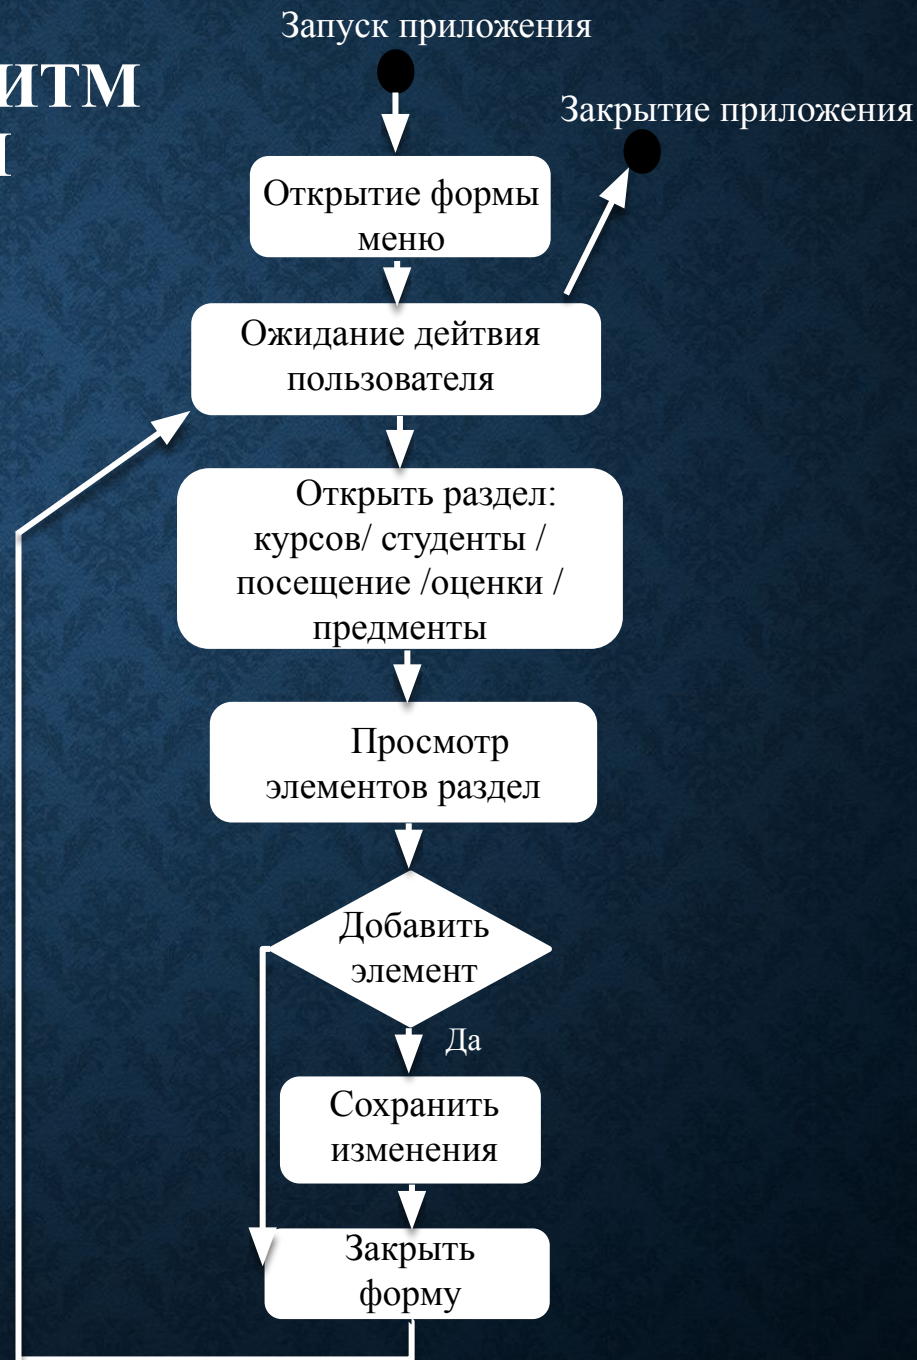 Запуск приложения
ИТМ
Закрытие приложения
Открытие формы
меню
Ожидание дейтвия
пользователя
Открыть раздел:
курсов/ студенты /
посещение /оценки /
предменты
Просмотр
элементов раздел
Добавить
элемент
Да
Сохранить
изменения
Закрыть
форму